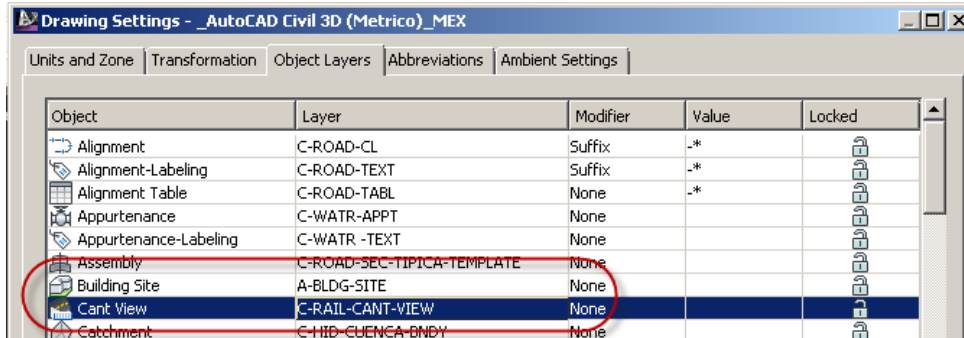 Drawing Settings - _AutoCAD Civil 3D (Metrico)_MEX
Units and Zone Transformation Object Layers Abbreviations Ambient Settings
Object Layer Modifier Value Locked
Alignment C-ROAD-CL Suffix -*
Alignment-Labeling C-ROAD-TEXT Suffix -*
Alignment Table C-ROAD-TABL None -*
Appurtenance C-WATR-APPT None
Appurtenance-Labeling C-WATR -TEXT None
Assembly C-ROAD-SEC-TIPICA-TEMPLATE None
Building Site A-BLDG-SITE None
Cant View C-RAIL-CANT-VIEW None
Catchment C-HID-CUENCA-BNDY None